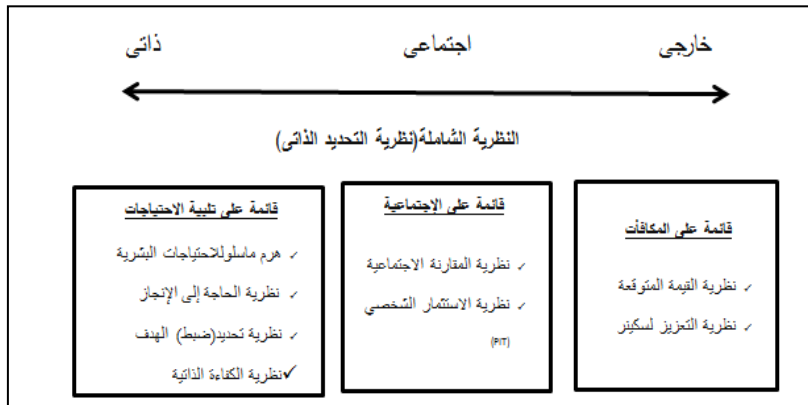 خارجى
اجتماعى
ذاتى
النظرية الشاملة(نظرية التحديد الذاتى)
قائمة على المكافأت
نظرية القيمة المتوقعة
نظرية التعزيز لسكينر
قائمة على الإجتماعية
نظرية المقارنة الاجتماعية
نظرية الاستثمار الشخصي
(PIT)
قائمة على تلبية الاحتياجات
هرم ماسلوللاحتياجات البشرية
نظرية الحاجة إلى الإنجاز
نظرية تحديد(ضبط) الهدف
نظرية الكفاءة الذاتية